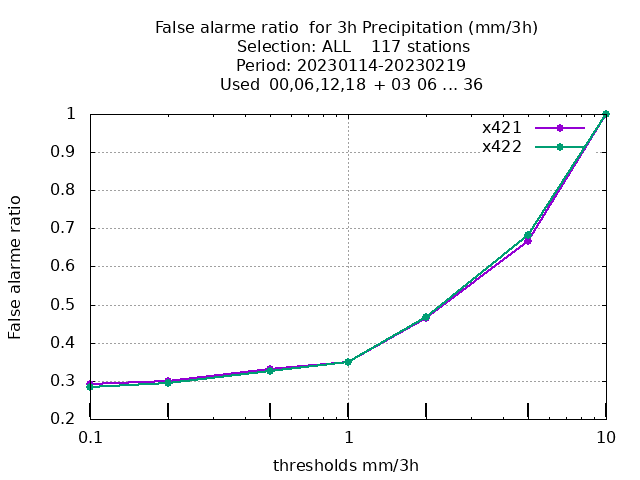 False alarme ratio  for 3h Precipitation (mm/3h)
Selection: ALL    117 stations
Period: 20230114-20230219
Used  00,06,12,18  + 03 06 ... 36
1
0.9
0.8
0.7
0.6
0.5
0.4
0.3
0.2
False alarme ratio
x421
x422
0.1
1
10
thresholds mm/3h